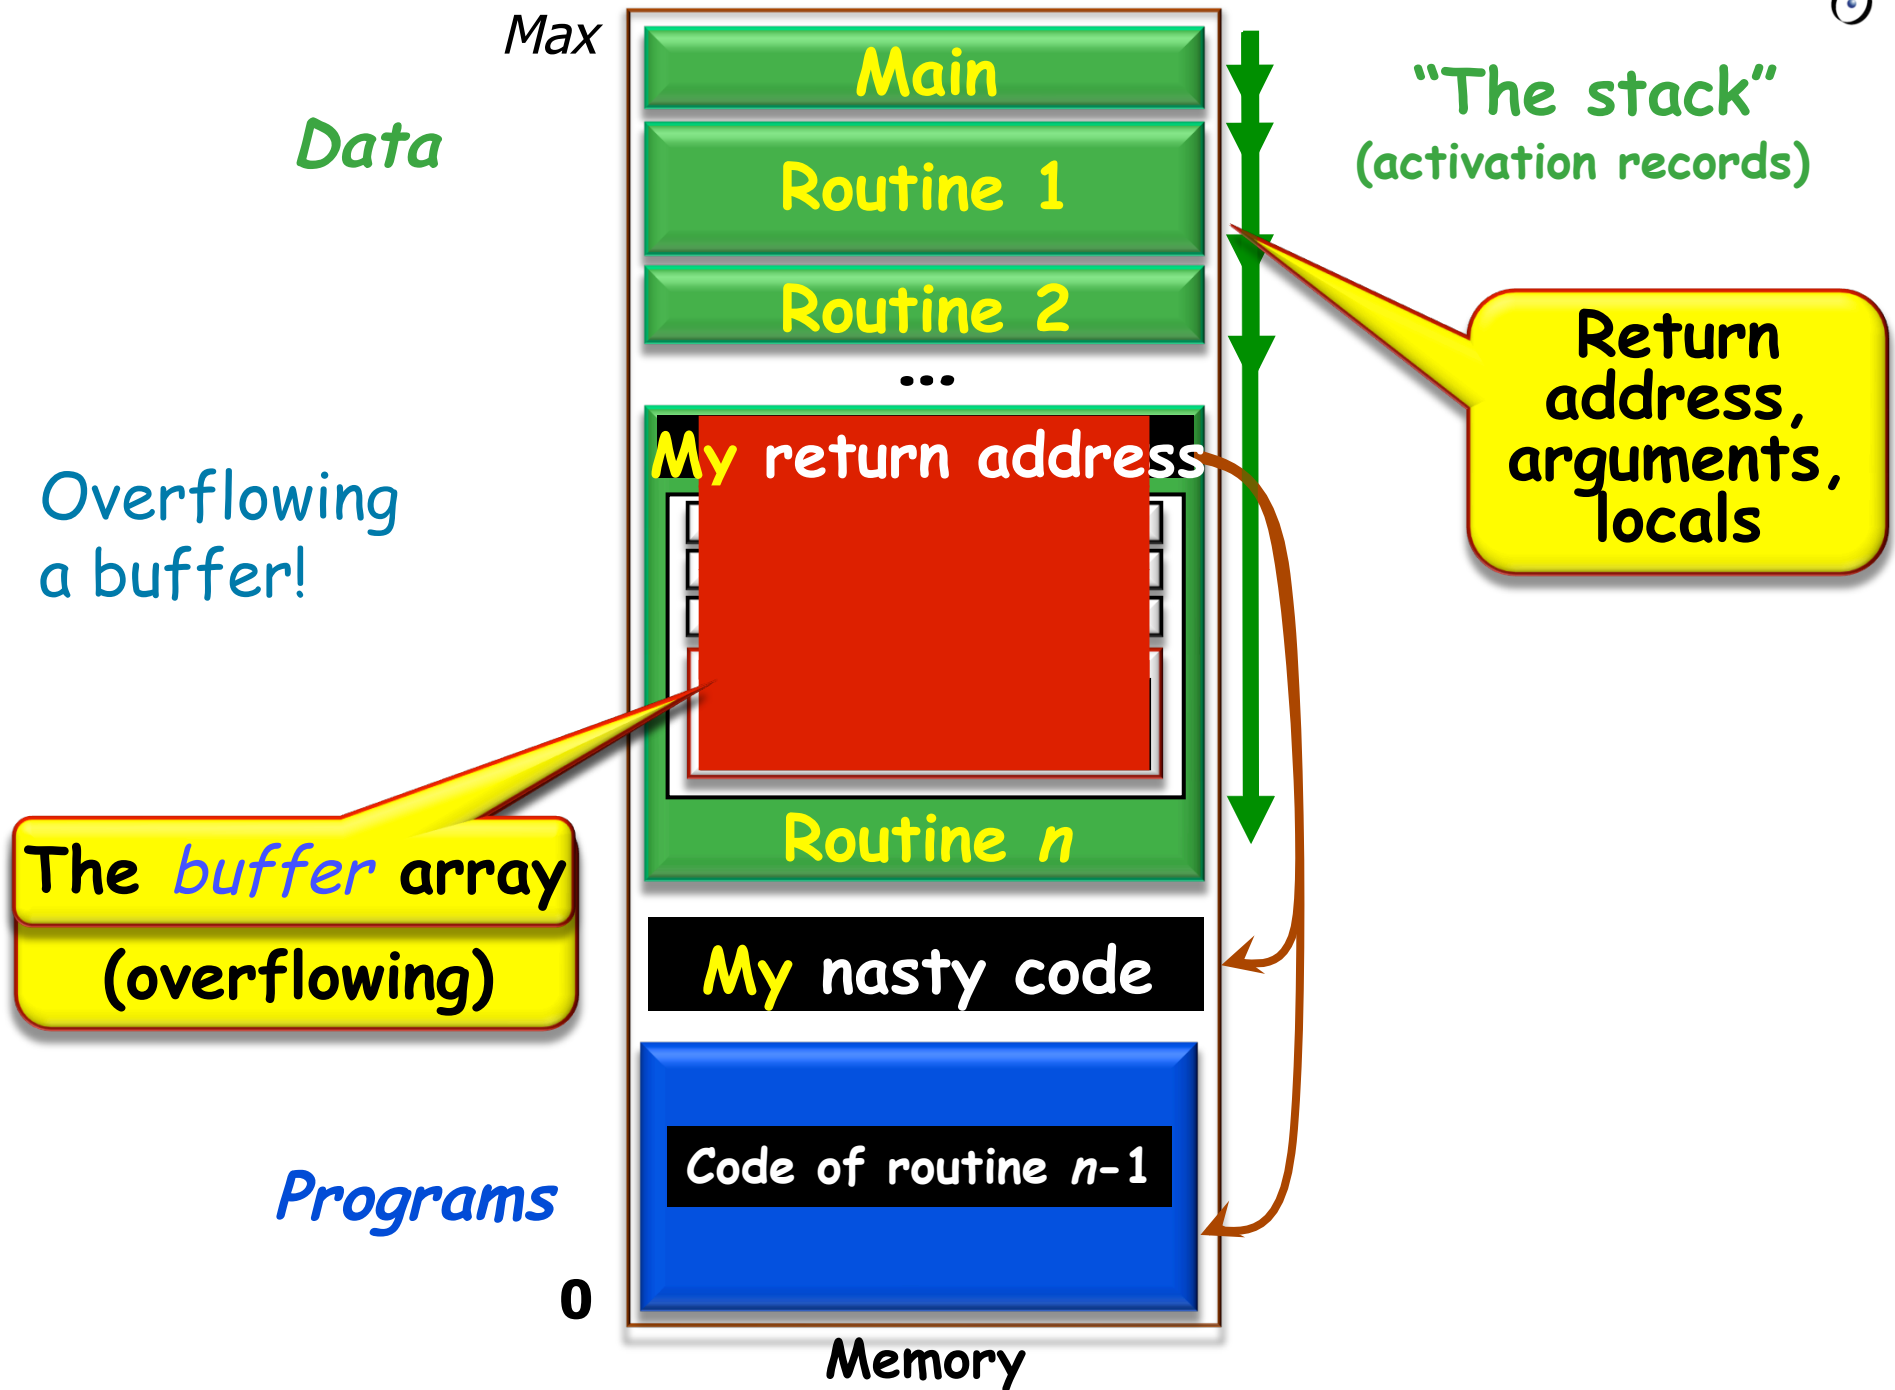 Max
Main
“The stack”
(activation records)
Data
Routine 1
Routine 2
...
Return
address,
arguments,
locals
My return address
Overflowing
a buffer!
Routine n
The buffer array
(overflowing)
My nasty code
Code of routine n-1
Programs
0
Memory